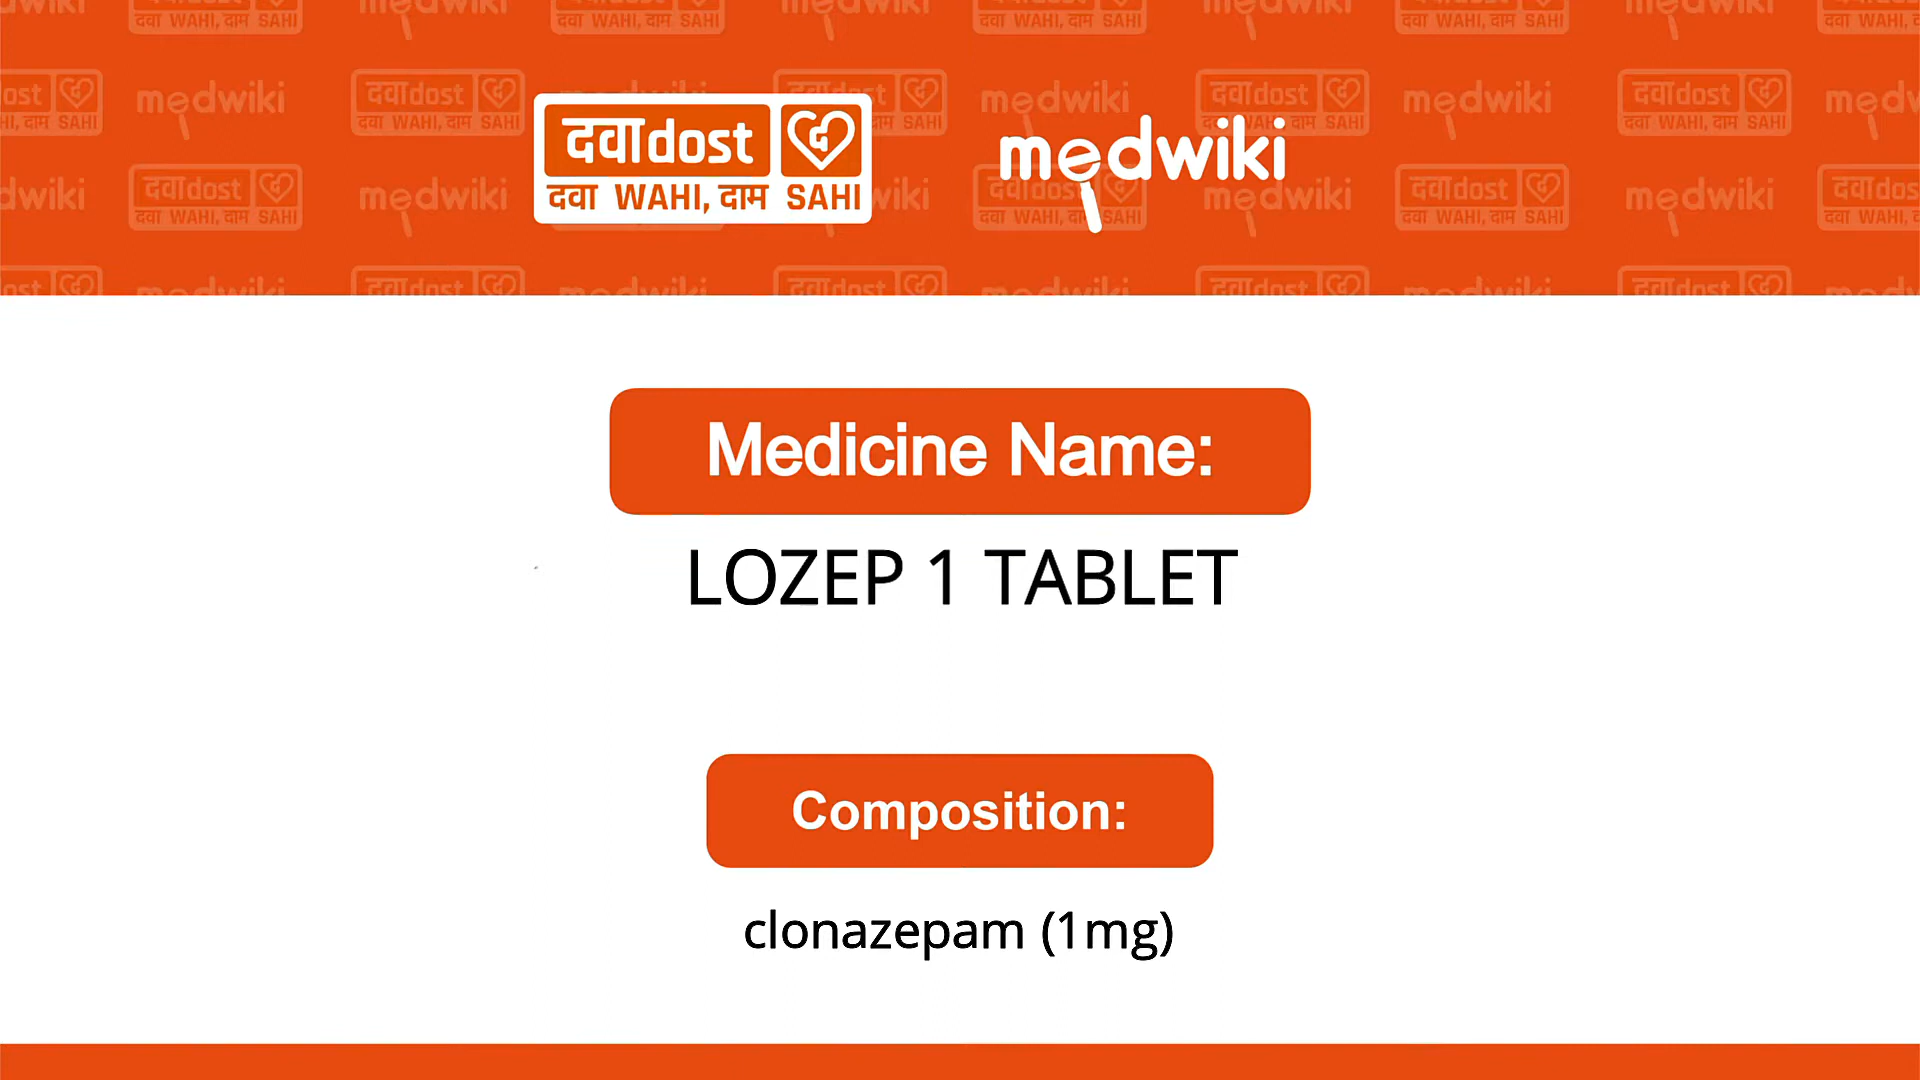 दवाdost
दवा WAHI, दाम SAHI
medwiki
Medicine Name:
LOZEP 1 TABLET
Composition:
clonazepam (1mg)